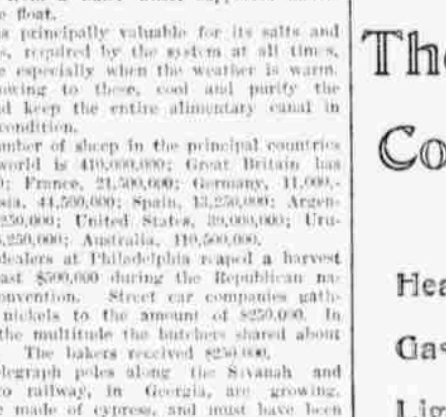 float.
s principally valuable for its salts and
s, required by the system at all times,
e especially when the weather is warm.
owing to these, cool and purify the
d keep the entire alimentary canal in
condition.
umber of sheep in the principal countries
world is 410,000,000; Great Britain has
0; France, 21,500,000; Germany, 11,000,-
sia, 44,500,000; Spain, 13,250,000; Argen-
250,000; United States, 39,000,000; Uru-
,250,000; Australia, 110,500,000.
dealers at Philadelphia reaped a harvest
ast $500,000 during the Republican na-
onvention. Street car companies gath-
nickels to the amount of $250,000. In
the multitude the butchers shared about
The bakers received $250,000.
legraph poles along the Savanah and
o railway, in Georgia, are growing.
e made of cypress, and must have been
The
Co
Hea
Gas
Lig